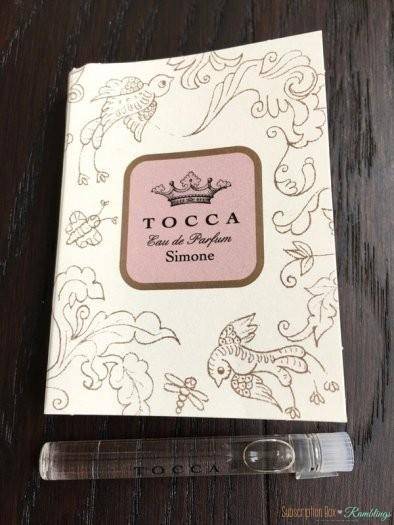 TOCCA
Eau de Parfum
Simone
TOCCA
Subscription Box Ramblings